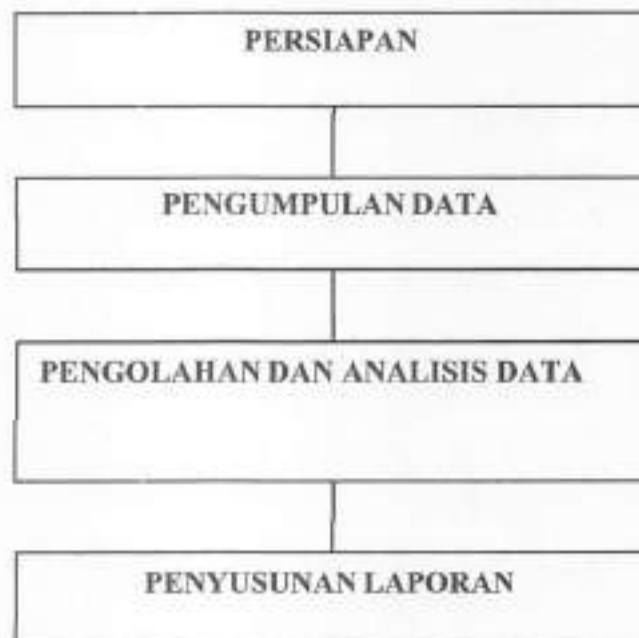 PERSIAPAN
PENGUMPULAN DATA
PENGOLAHAN DAN ANALISIS DATA
PENYUSUNAN LAPORAN